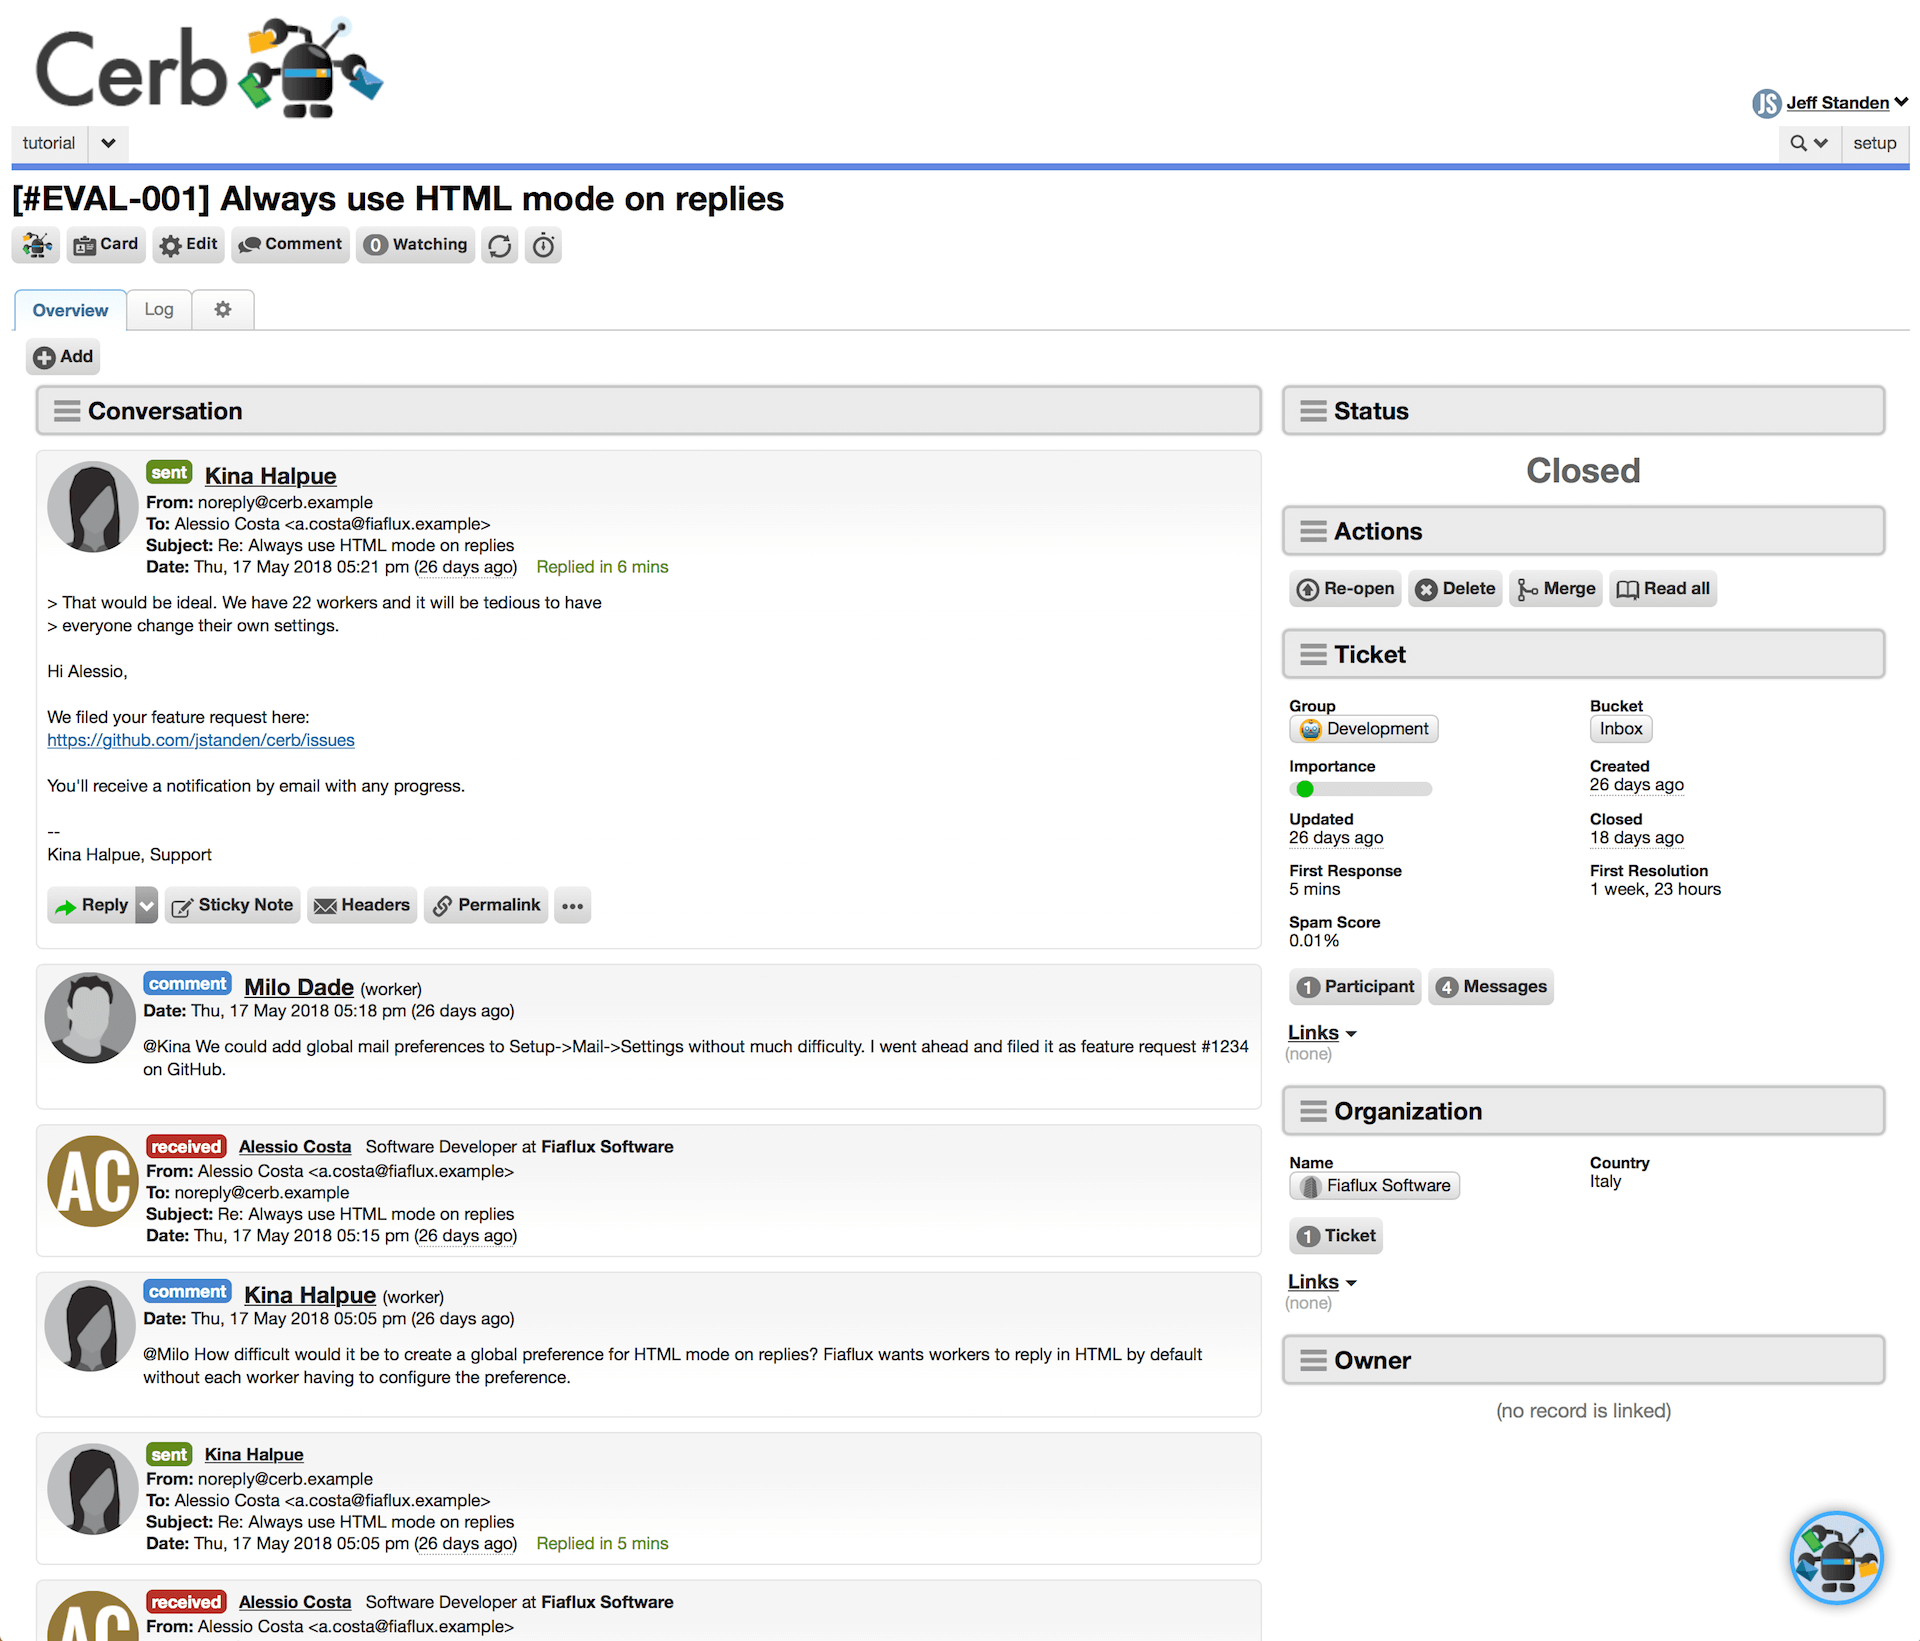 Cerb
JS Jeff Standen
tutorial
setup
[#EVAL-001] Always use HTML mode on replies
Card
Edit
Comment
0 Watching
Overview
Log
Add
Conversation
sent Kina Halpue
From: noreply@cerb.example
To: Alessio Costa <a.costa@fiaflux.example>
Subject: Re: Always use HTML mode on replies
Date: Thu, 17 May 2018 05:21 pm (26 days ago) Replied in 6 mins
> That would be ideal. We have 22 workers and it will be tedious to have
> everyone change their own settings.
Hi Alessio,
We filed your feature request here:
https://github.com/jstanden/cerb/issues
You'll receive a notification by email with any progress.
--
Kina Halpue, Support
Reply
Sticky Note
Headers
Permalink
•••
comment Milo Dade (worker)
Date: Thu, 17 May 2018 05:18 pm (26 days ago)
@Kina We could add global mail preferences to Setup->Mail->Settings without much difficulty. I went ahead and filed it as feature request #1234
on GitHub.
AC
received Alessio Costa Software Developer at Fiaflux Software
From: Alessio Costa <a.costa@fiaflux.example>
To: noreply@cerb.example
Subject: Re: Always use HTML mode on replies
Date: Thu, 17 May 2018 05:15 pm (26 days ago)
comment Kina Halpue (worker)
Date: Thu, 17 May 2018 05:05 pm (26 days ago)
@Milo How difficult would it be to create a global preference for HTML mode on replies? Fiaflux wants workers to reply in HTML by default
without each worker having to configure the preference.
sent Kina Halpue
From: noreply@cerb.example
To: Alessio Costa <a.costa@fiaflux.example>
Subject: Re: Always use HTML mode on replies
Date: Thu, 17 May 2018 05:05 pm (26 days ago) Replied in 5 mins
AC
received Alessio Costa Software Developer at Fiaflux Software
From: Alessio Costa <a.costa@fiaflux.example>
Status
Closed
Actions
Re-open
Delete
Merge
Read all
Ticket
Group
Development
Bucket
Inbox
Importance
Created
26 days ago
Updated
26 days ago
Closed
18 days ago
First Response
5 mins
First Resolution
1 week, 23 hours
Spam Score
0.01%
1 Participant
4 Messages
Links
(none)
Organization
Name
Fiaflux Software
Country
Italy
1 Ticket
Links
(none)
Owner
(no record is linked)